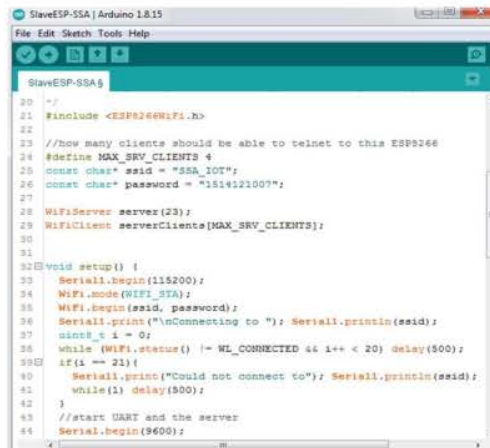 SlaveESP-SSA | Arduino 1.8.15
File Edit Sketch Tools Help
SlaveESP-SSA §
20 */
21 #include <ESP8266WiFi.h>
22
23 //how many clients should be able to telnet to this ESP8266
24 #define MAX_SRV_CLIENTS 4
25 const char* ssid = "SSA_IOT";
26 const char* password = "1514121007";
27
28 WiFiServer server(23);
29 WiFiClient serverClients[MAX_SRV_CLIENTS];
30
31
32 void setup() {
33 Serial1.begin(115200);
34 WiFi.mode(WIFI_STA);
35 WiFi.begin(ssid, password);
36 Serial1.print("\nConnecting to "); Serial1.println(ssid);
37 uint8_t i = 0;
38 while (WiFi.status() != WL_CONNECTED && i++ < 20) delay(500);
39 if(i == 21){
40 Serial1.print("Could not connect to"); Serial1.println(ssid);
41 while(1) delay(500);
42 }
43 //start UART and the server
44 Serial.begin(9600);